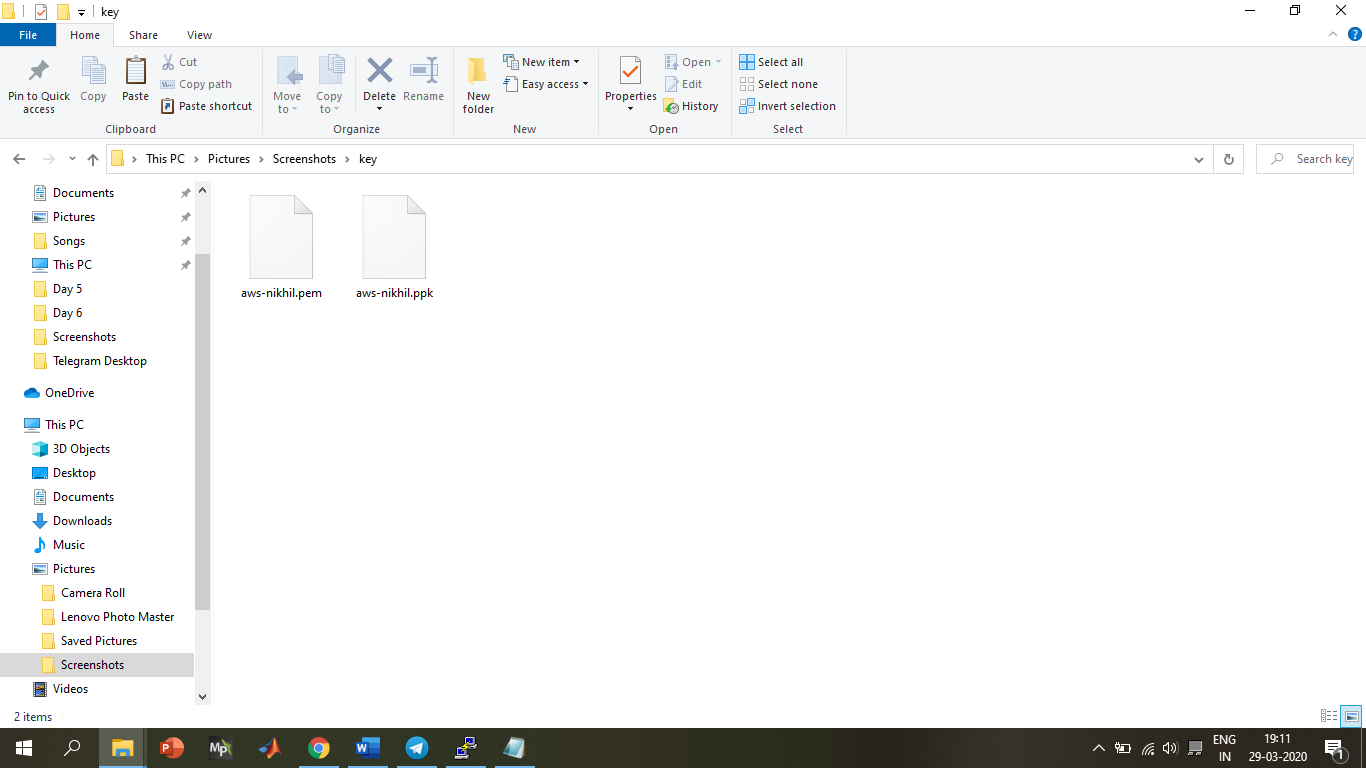 key
File Home Share View
Pin to Quick access
Copy
Paste
Cut
Copy path
Paste shortcut
Clipboard
Move to
Copy to
Delete
Rename
Organize
New folder
New item
Easy access
New
Properties
Open
Edit
History
Open
Select all
Select none
Invert selection
Select
This PC > Pictures > Screenshots > key
Search key
Documents
Pictures
Songs
This PC
Day 5
Day 6
Screenshots
Telegram Desktop
OneDrive
This PC
3D Objects
Desktop
Documents
Downloads
Music
Pictures
Camera Roll
Lenovo Photo Master
Saved Pictures
Screenshots
Videos
aws-nikhil.pem
aws-nikhil.ppk
2 items
Mp
ENG
IN
19:11
29-03-2020
1